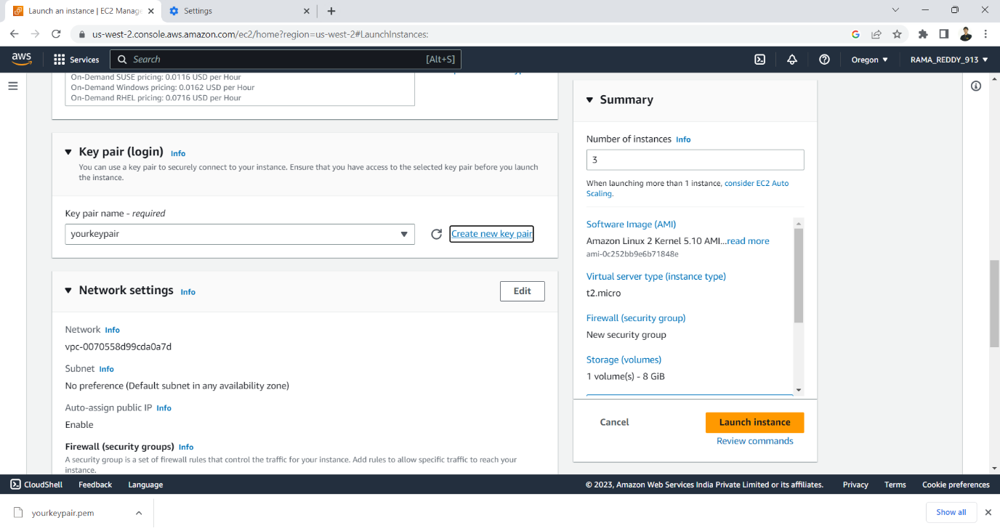 Launch an instance | EC2 Manage
Settings
us-west-2.console.aws.amazon.com/ec2/home?region=us-west-2#LaunchInstances:
aws
Services
Search
[Alt+S]
Oregon
RAMA_REDDY_913
On-Demand SUSE pricing: 0.0116 USD per Hour
On-Demand Windows pricing: 0.0162 USD per Hour
On-Demand RHEL pricing: 0.0716 USD per Hour
Key pair (login) Info
You can use a key pair to securely connect to your instance. Ensure that you have access to the selected key pair before you launch
the instance.
Key pair name - required
yourkeypair
Create new key pair
Network settings Info
Edit
Network Info
vpc-0070558d99cda0a7d
Subnet Info
No preference (Default subnet in any availability zone)
Auto-assign public IP Info
Enable
Firewall (security groups) Info
A security group is a set of firewall rules that control the traffic for your instance. Add rules to allow specific traffic to reach your
instance.
Summary
Number of instances Info
3
When launching more than 1 instance, consider EC2 Auto
Scaling.
Software Image (AMI)
Amazon Linux 2 Kernel 5.10 AMI...read more
ami-0c252bb9e6b71848e
Virtual server type (instance type)
t2.micro
Firewall (security group)
New security group
Storage (volumes)
1 volume(s) - 8 GiB
Cancel
Launch instance
Review commands
CloudShell
Feedback
Language
© 2023, Amazon Web Services India Private Limited or its affiliates.
Privacy
Terms
Cookie preferences
yourkeypair.pem
Show all